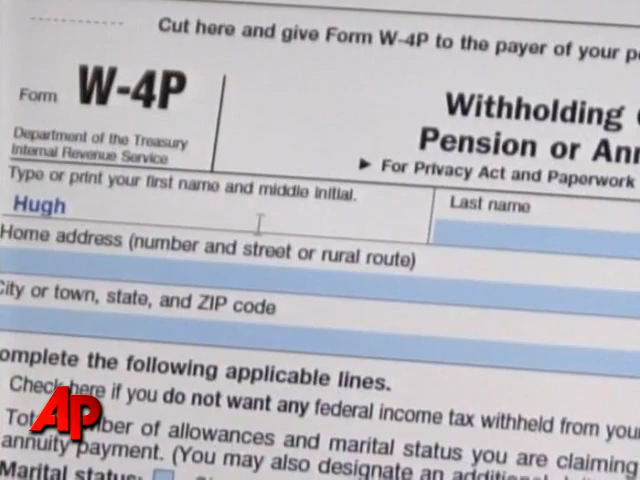 Cut here and give Form W-4P to the payer of your
Form W-4P
Department of the Treasury
Internal Revenue Service
Withholding
Pension or
► For Privacy Act and Paperwork
Type or print your first name and middle initial.
Last name
Hugh
Home address (number and street or rural route)
City or town, state, and ZIP code
omplete the following applicable lines.
Check here if you do not want any federal income tax withheld from your
AP
number of allowances and marital status you are claiming
annuity payment. (You may also designate an
Marital status: